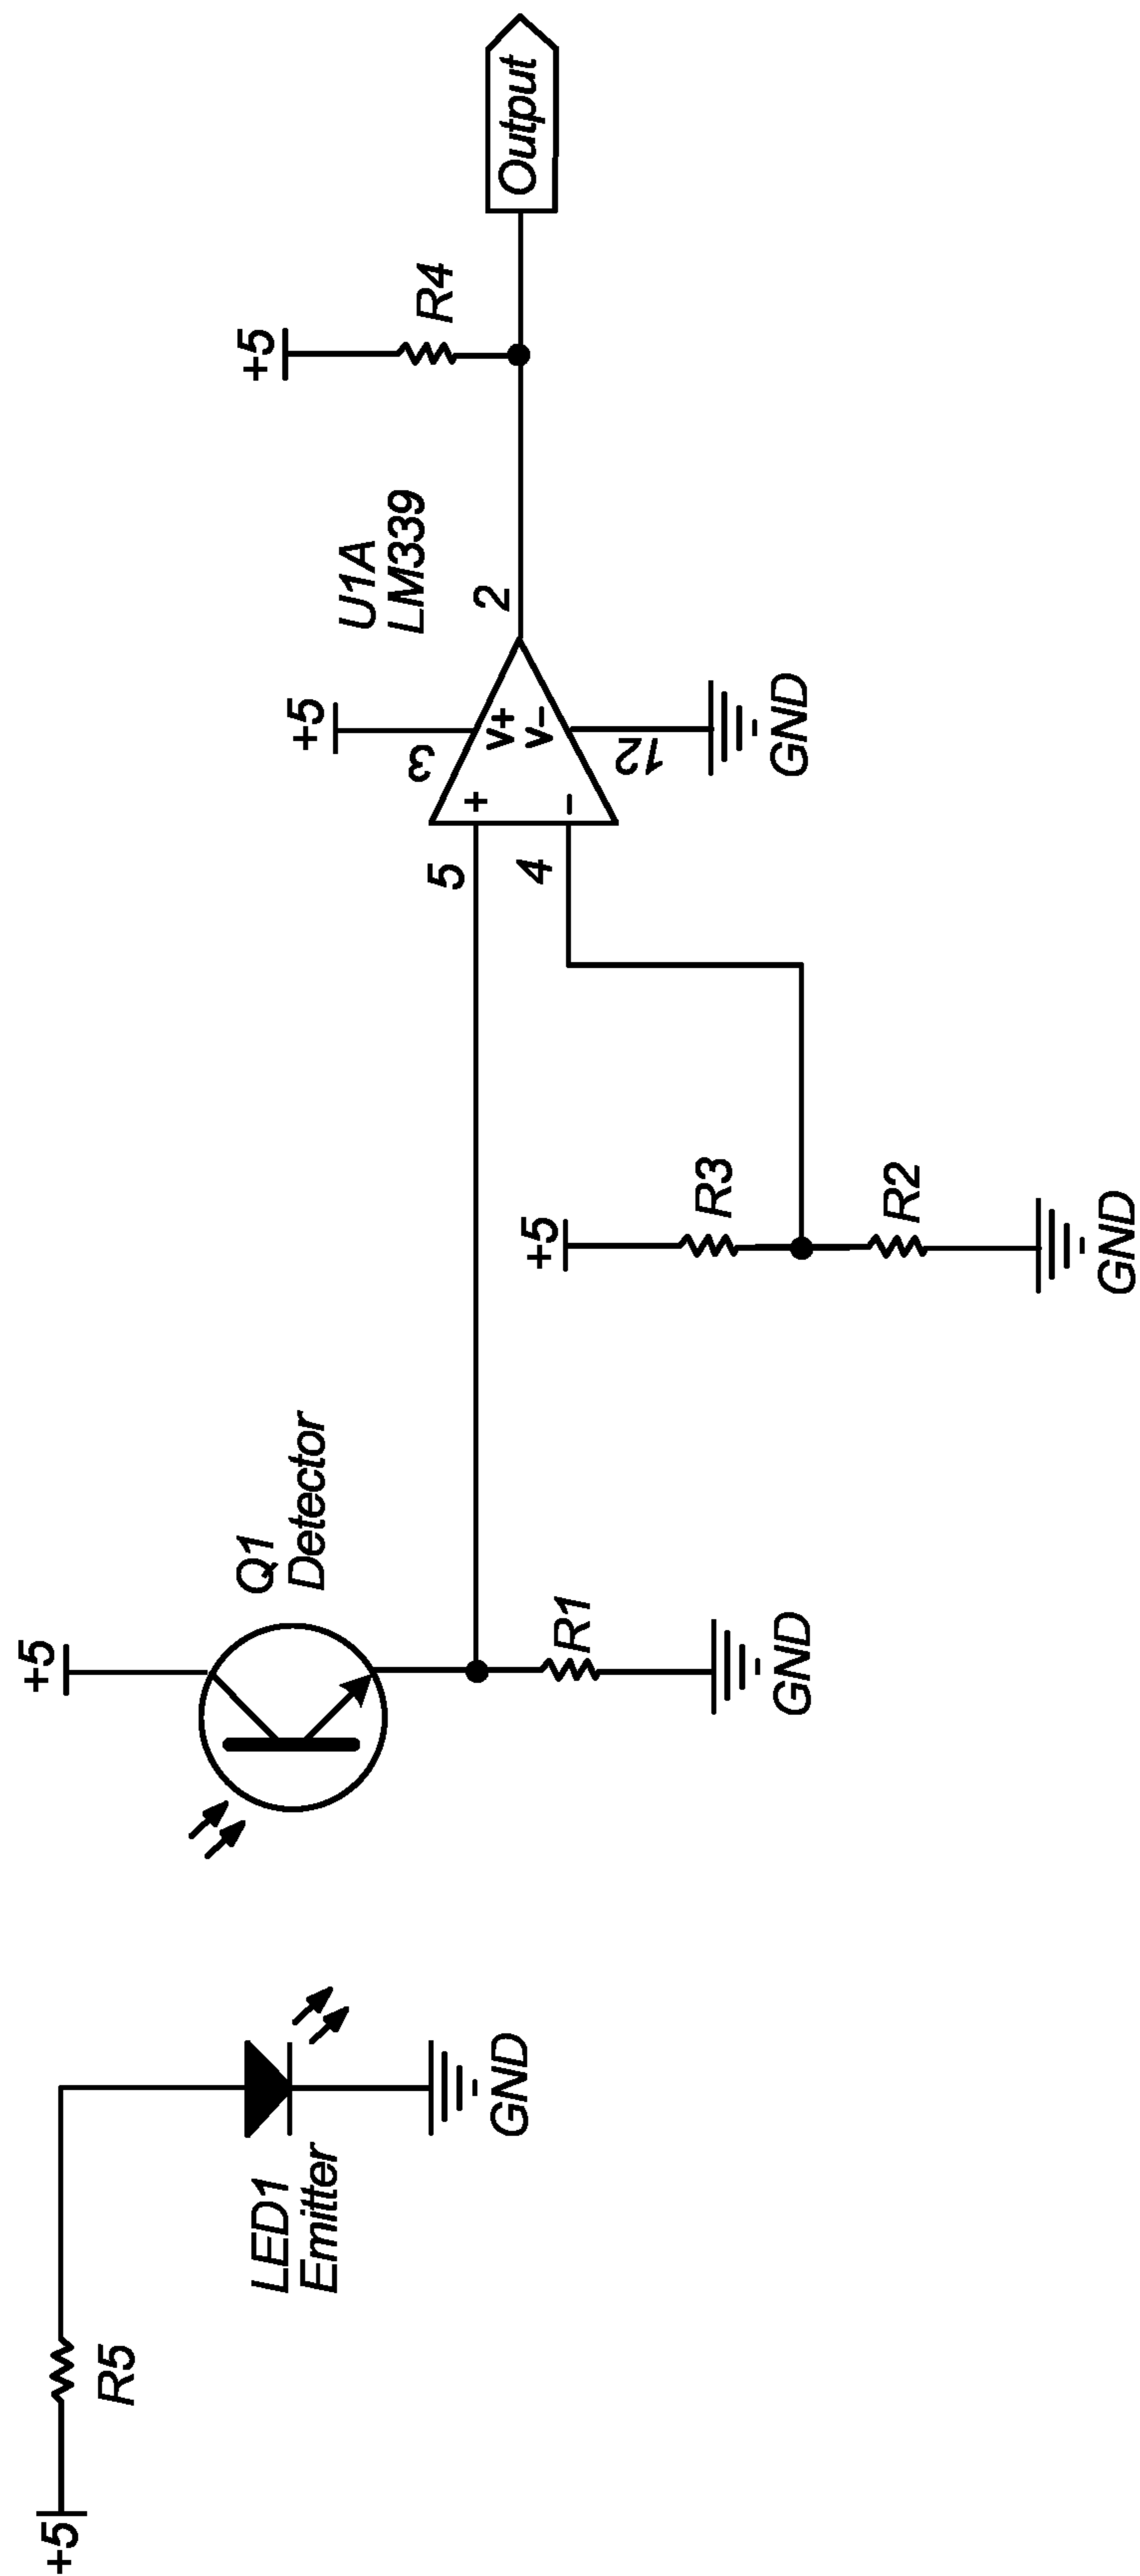 +5
R5
LED1
Emitter
GND
+5
Q1
Detector
R1
GND
+5
R3
R2
GND
5
4
+
-
+5
3
V+
V-
12
GND
U1A
LM339
2
+5
R4
Output